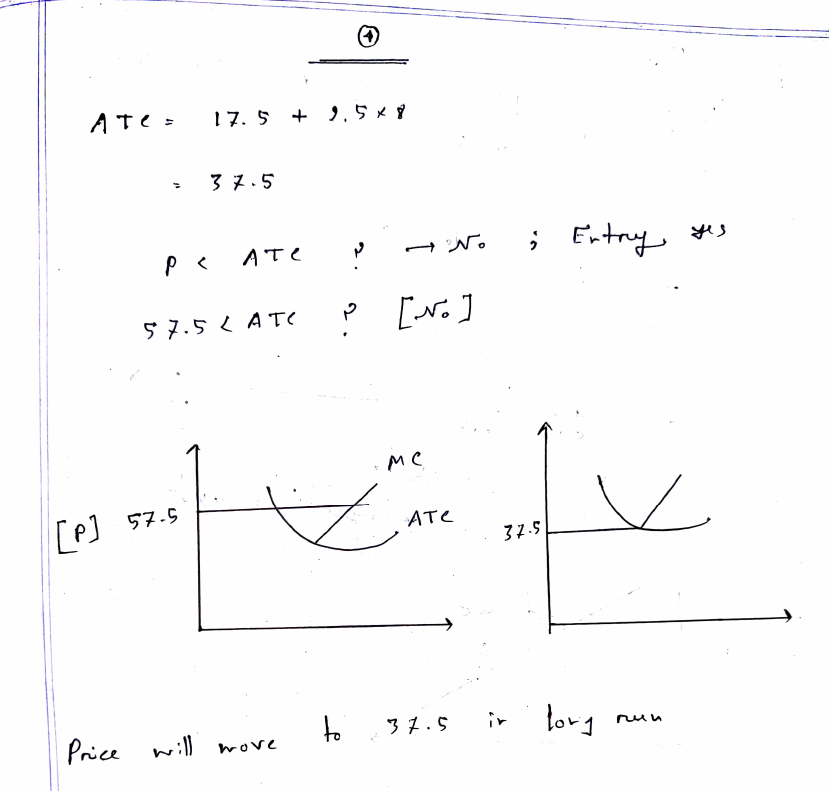 ④
ATC = 17.5 + 2.5 × 8
= 37.5
P < ATC ? → No ; Entry, yes
57.5 < ATC ? [No]
MC
[P] 57.5
ATC
37.5
Price will move to 37.5 in long run